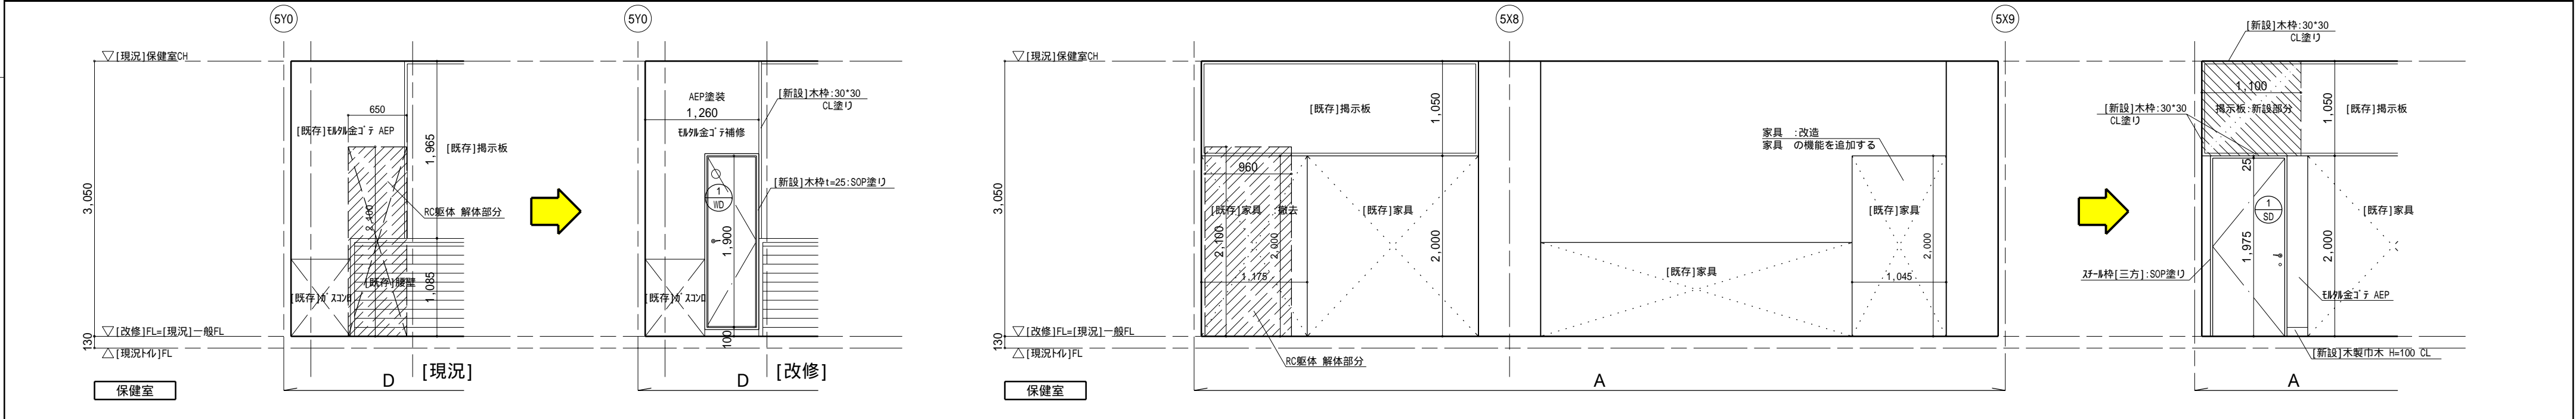 5Y0
▽[現況]保健室CH
650
[既存]ﾓﾙﾀﾙ金ｺﾞﾃ AEP
1,965
[既存]掲示板
3,050
2,100
RC躯体 解体部分
[既存]腰壁
1,085
[既存]ｶﾞｽｺﾝﾛ
▽[改修]FL=[現況]一般FL
130
△[現況ﾄｲﾚ]FL
保健室
D
[現況]
5Y0
AEP塗装
1,260
ﾓﾙﾀﾙ金ｺﾞﾃ補修
[新設]木枠:30*30
CL塗り
[新設]木枠t=25:SOP塗り
1
WD
1,900
[既存]ｶﾞｽｺﾝﾛ
100
D
[改修]
5X8
5X9
▽[現況]保健室CH
3,050
[既存]掲示板
1,050
960
[既存]家具 撤去
2,100
2,000
1,175
[既存]家具
2,000
家具 :改造
家具 の機能を追加する
[既存]家具
[既存]家具
2,000
1,045
▽[改修]FL=[現況]一般FL
130
△[現況ﾄｲﾚ]FL
RC躯体 解体部分
保健室
A
[新設]木枠:30*30
CL塗り
1,100
[新設]木枠:30*30
CL塗り
掲示板:新設部分
1,050
[既存]掲示板
25
1
SD
1,975
[既存]家具
2,000
ｽﾁｰﾙ枠[三方]:SOP塗り
ﾓﾙﾀﾙ金ｺﾞﾃ AEP
[新設]木製巾木 H=100 CL
A